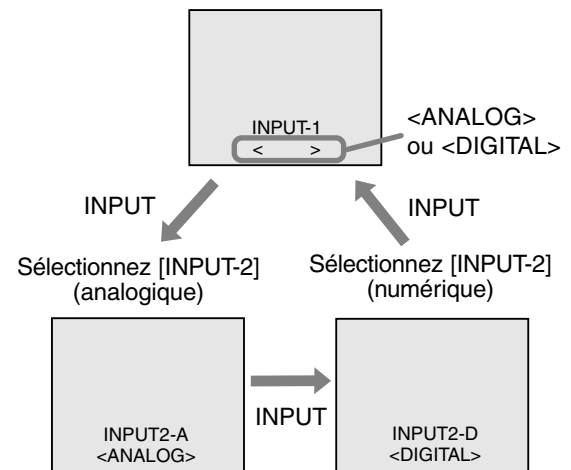 INPUT-1
< >
<ANALOG>
ou <DIGITAL>
INPUT
INPUT
Sélectionnez [INPUT-2]
(analogique)
Sélectionnez [INPUT-2]
(numérique)
INPUT2-A
<ANALOG>
INPUT
INPUT2-D
<DIGITAL>